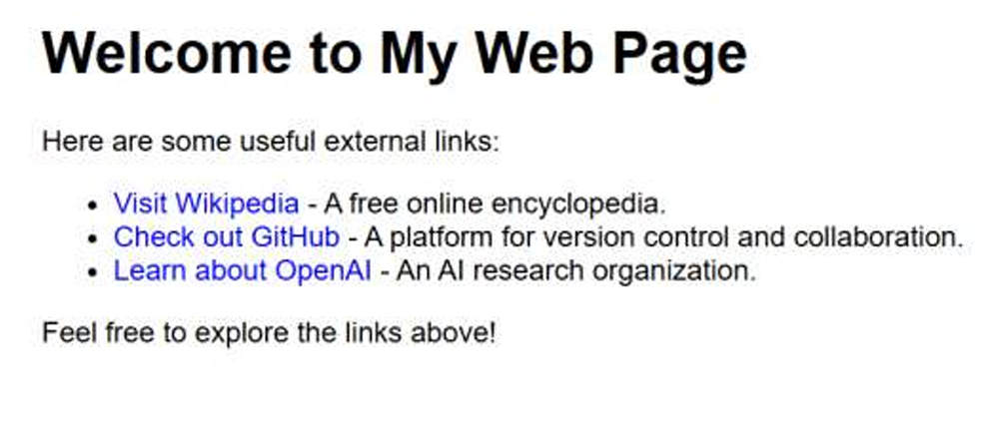 Welcome to My Web Page
Here are some useful external links:
• Visit Wikipedia - A free online encyclopedia.
• Check out GitHub - A platform for version control and collaboration.
• Learn about OpenAI - An AI research organization.
Feel free to explore the links above!